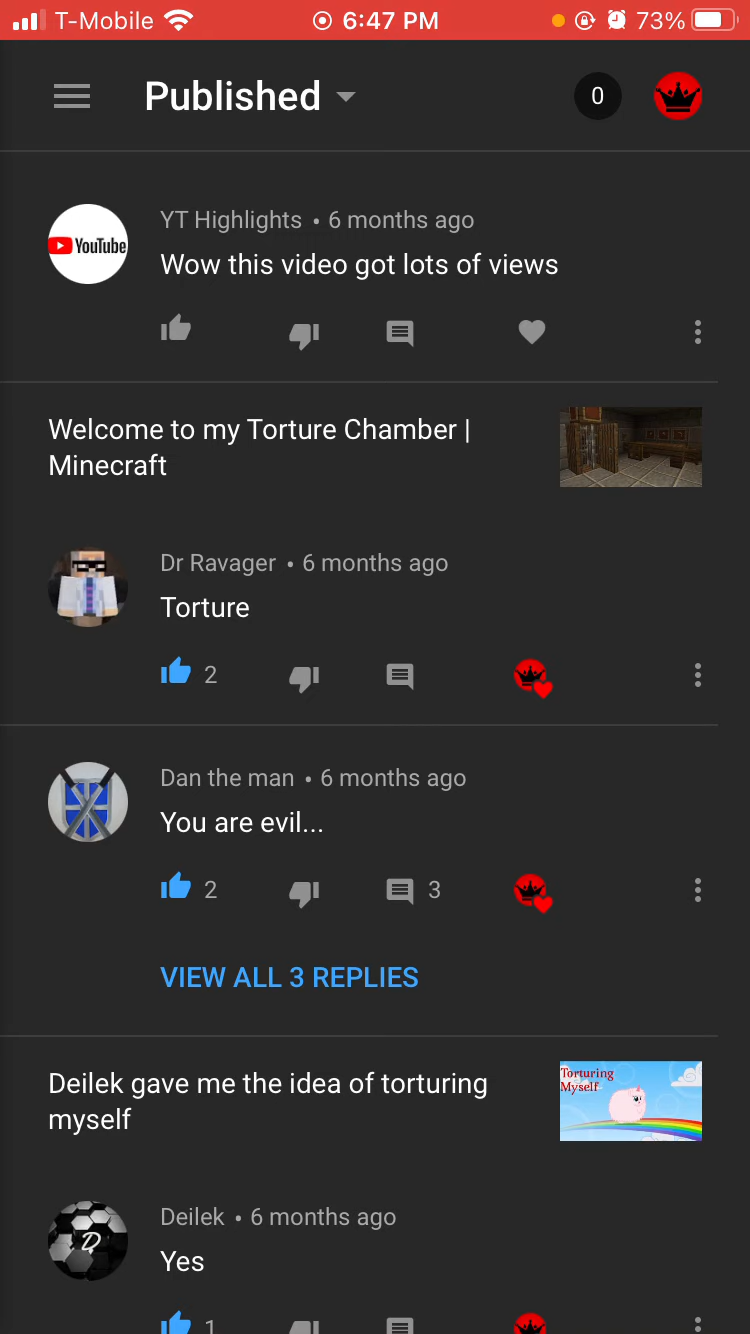 T-Mobile 6:47 PM 73%
Published 0
YT Highlights • 6 months ago
YouTube
Wow this video got lots of views
Welcome to my Torture Chamber |
Minecraft
Dr Ravager • 6 months ago
Torture
2
Dan the man • 6 months ago
You are evil...
2 3
VIEW ALL 3 REPLIES
Deilek gave me the idea of torturing
myself
Torturing
Myself
Deilek • 6 months ago
D
Yes
1